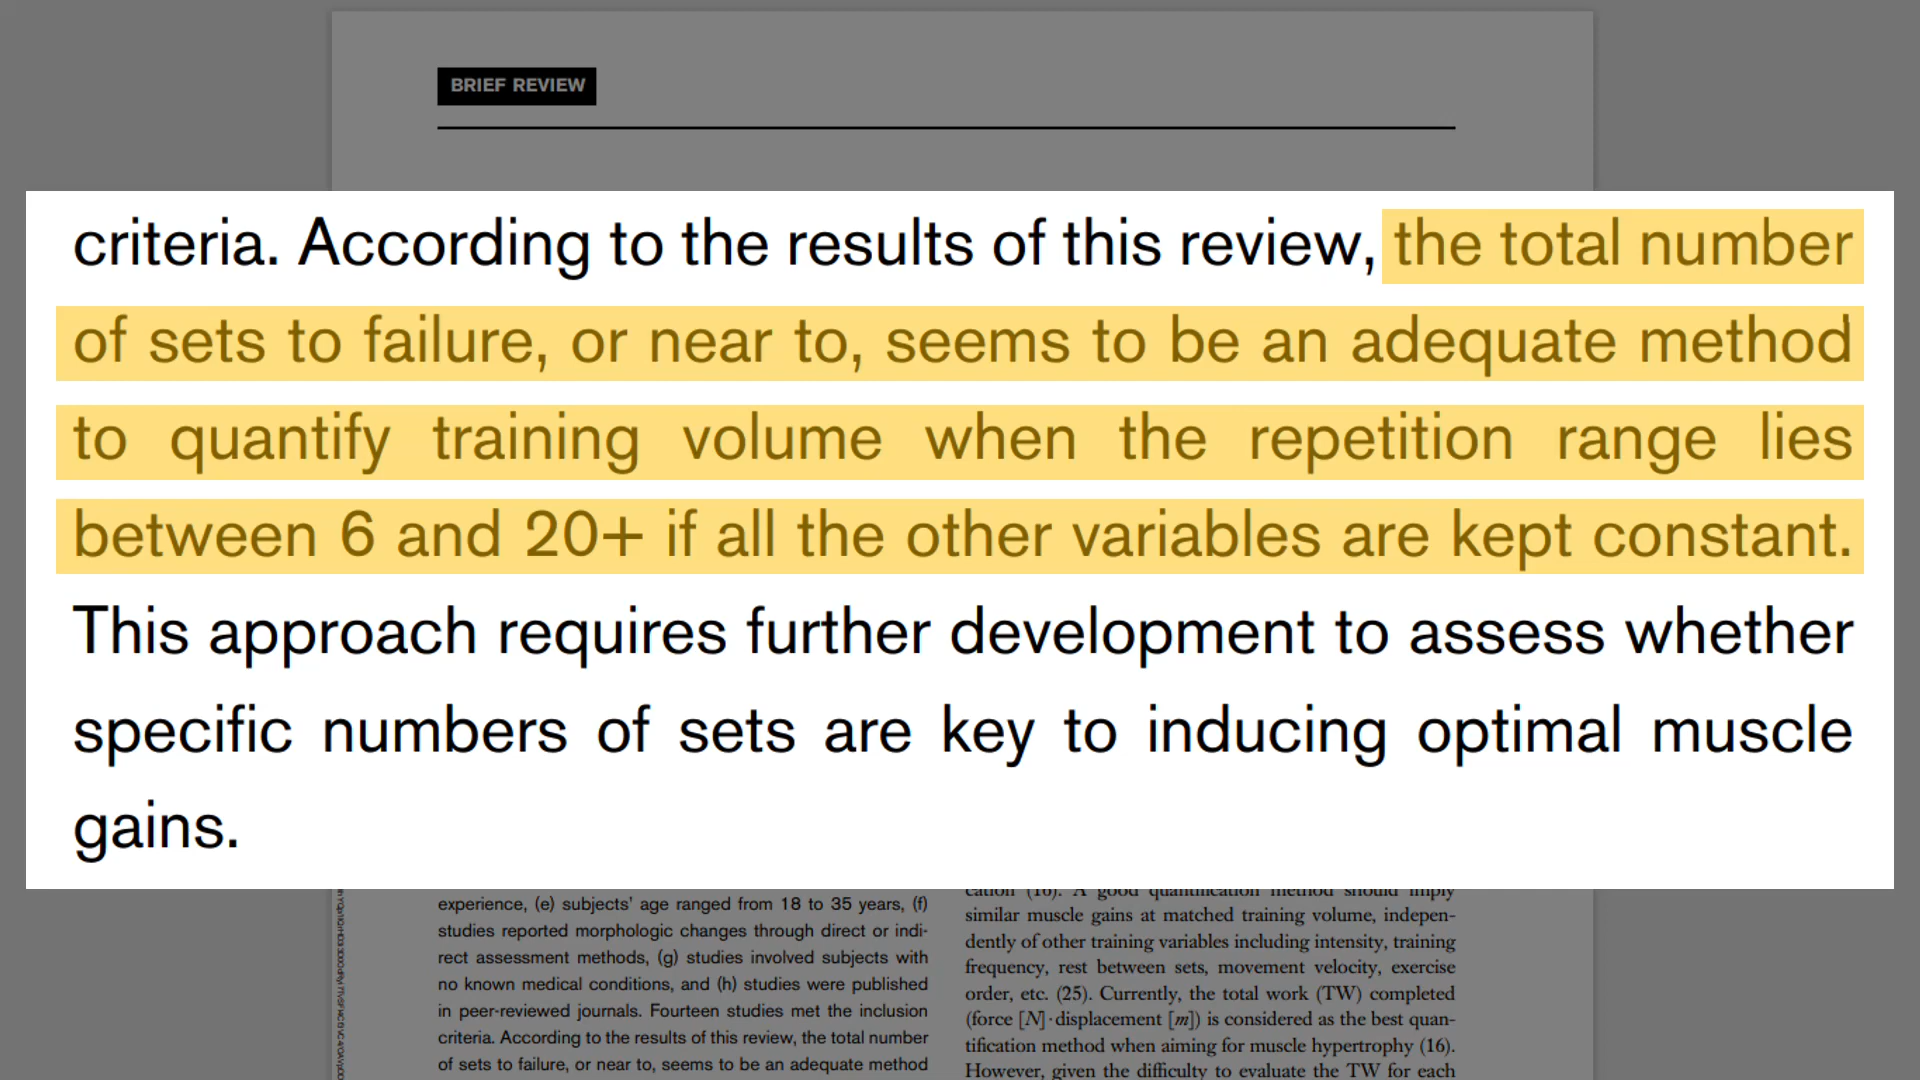 BRIEF REVIEW
criteria. According to the results of this review, the total number
of sets to failure, or near to, seems to be an adequate method
to quantify training volume when the repetition range lies
between 6 and 20+ if all the other variables are kept constant.
This approach requires further development to assess whether
specific numbers of sets are key to inducing optimal muscle
gains.
experience, (e) subjects' age ranged from 18 to 35 years, (f)
studies reported morphologic changes through direct or indi-
rect assessment methods, (g) studies involved subjects with
no known medical conditions, and (h) studies were published
in peer-reviewed journals. Fourteen studies met the inclusion
criteria. According to the results of this review, the total number
of sets to failure, or near to, seems to be an adequate method
cation (16). A good quantification method should imply
similar muscle gains at matched training volume, indepen-
dently of other training variables including intensity, training
frequency, rest between sets, movement velocity, exercise
order, etc. (25). Currently, the total work (TW) completed
(force [N]·displacement [m]) is considered as the best quan-
tification method when aiming for muscle hypertrophy (16).
However, given the difficulty to evaluate the TW for each